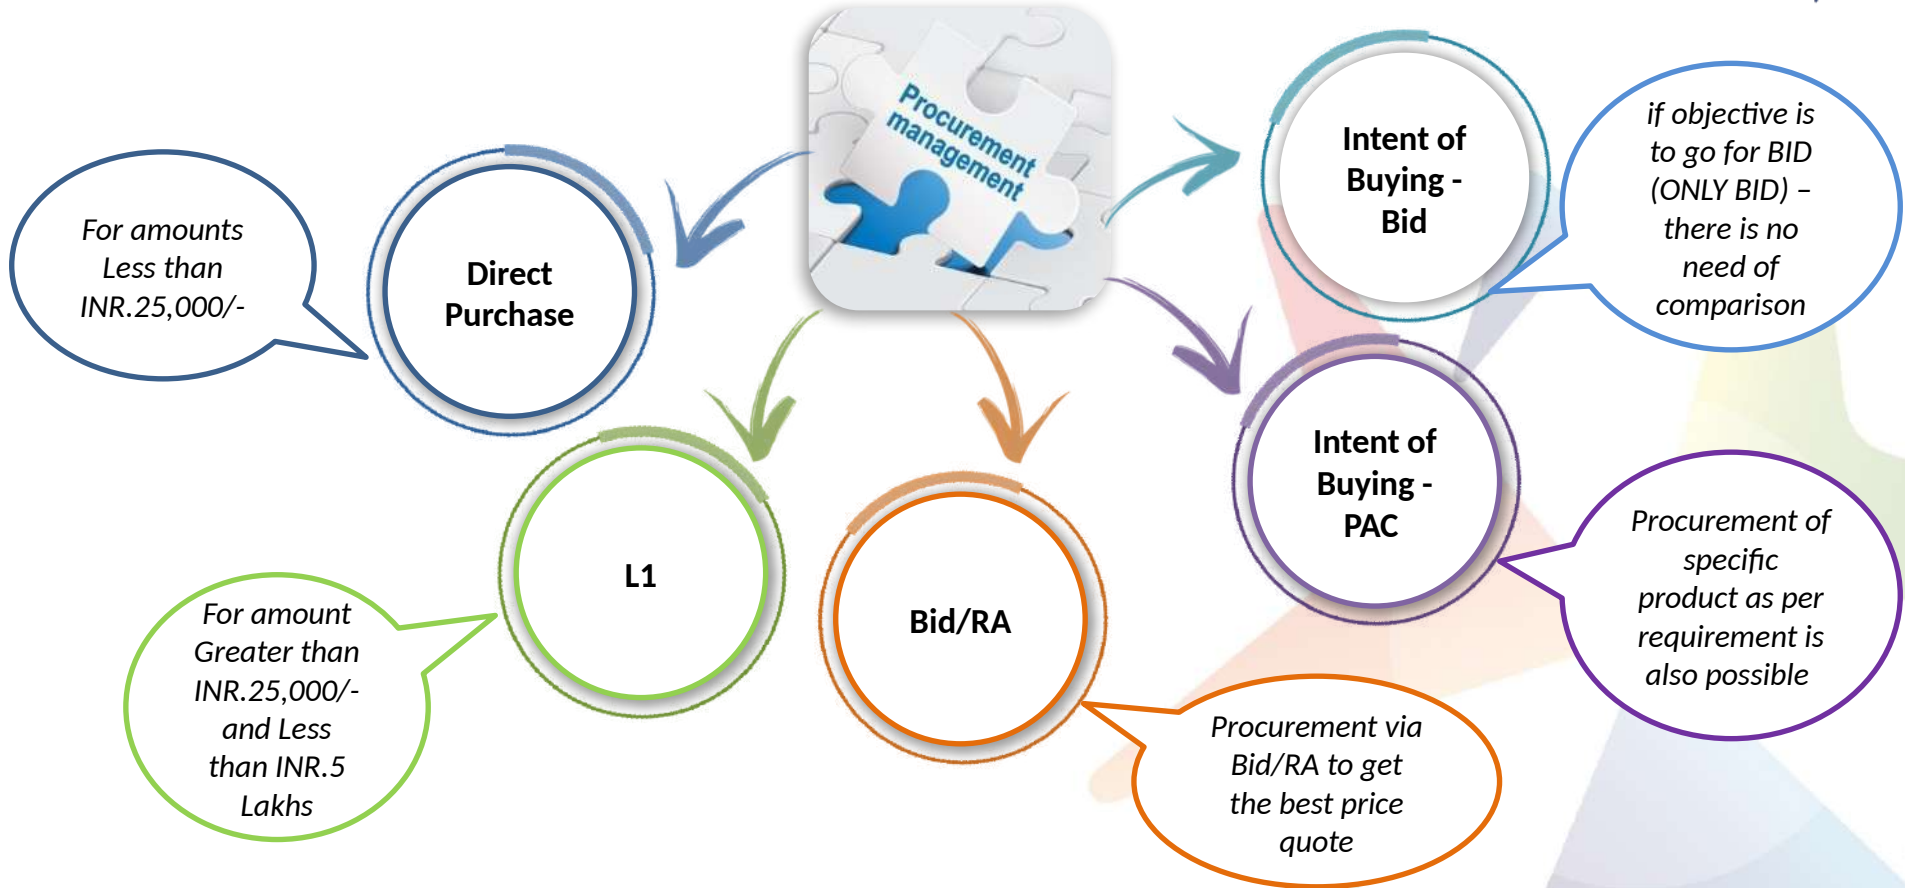 Procurement
management
Intent of
Buying -
Bid
if objective is
to go for BID
(ONLY BID) –
there is no
need of
comparison
For amounts
Less than
INR.25,000/-
Direct
Purchase
Intent of
Buying -
PAC
Procurement of
specific
product as per
requirement is
also possible
L1
For amount
Greater than
INR.25,000/-
and Less
than INR.5
Lakhs
Bid/RA
Procurement via
Bid/RA to get
the best price
quote